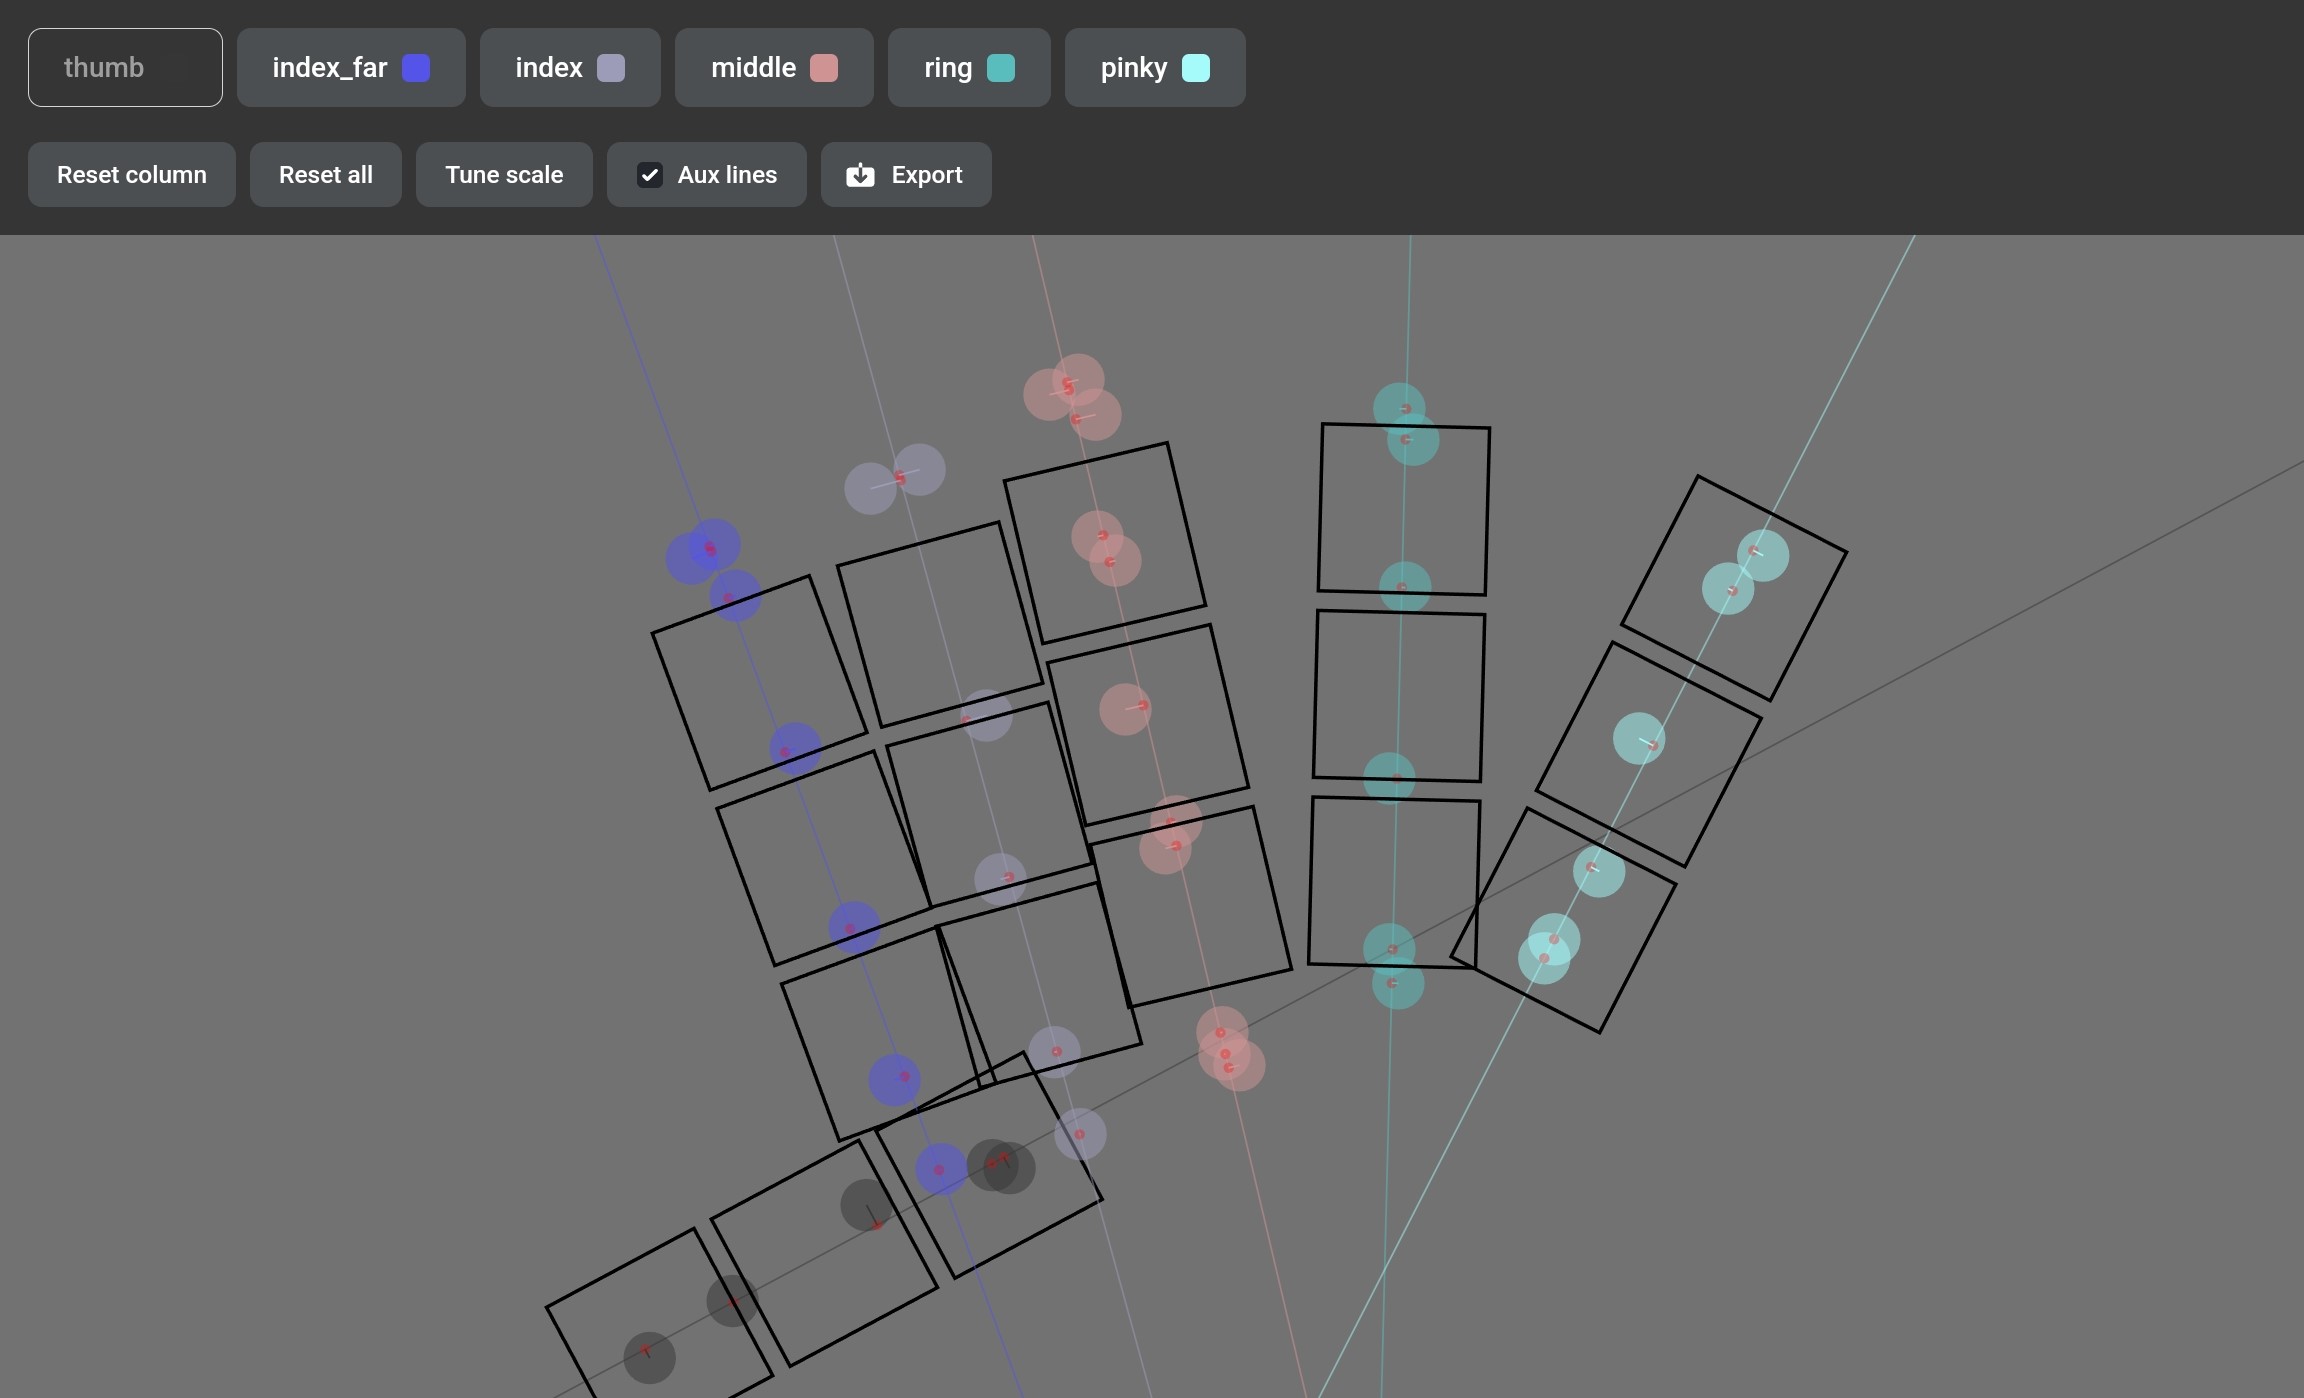 thumb index_far index middle ring pinky
Reset column Reset all Tune scale Aux lines Export